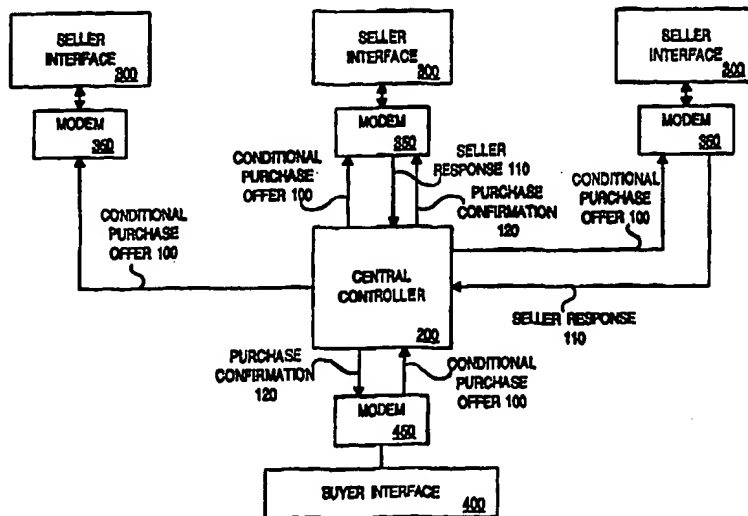 SELLER
INTERFACE
300
SELLER
INTERFACE
300
SELLER
INTERFACE
300
MODEM
350
MODEM
350
MODEM
350
CONDITIONAL
PURCHASE
OFFER 100
SELLER
RESPONSE 110
PURCHASE
CONFIRMATION
120
CONDITIONAL
PURCHASE
OFFER 100
CONDITIONAL
PURCHASE
OFFER 100
CENTRAL
CONTROLLER
200
SELLER RESPONSE
110
PURCHASE
CONFIRMATION
120
CONDITIONAL
PURCHASE
OFFER 100
MODEM
450
BUYER INTERFACE
400